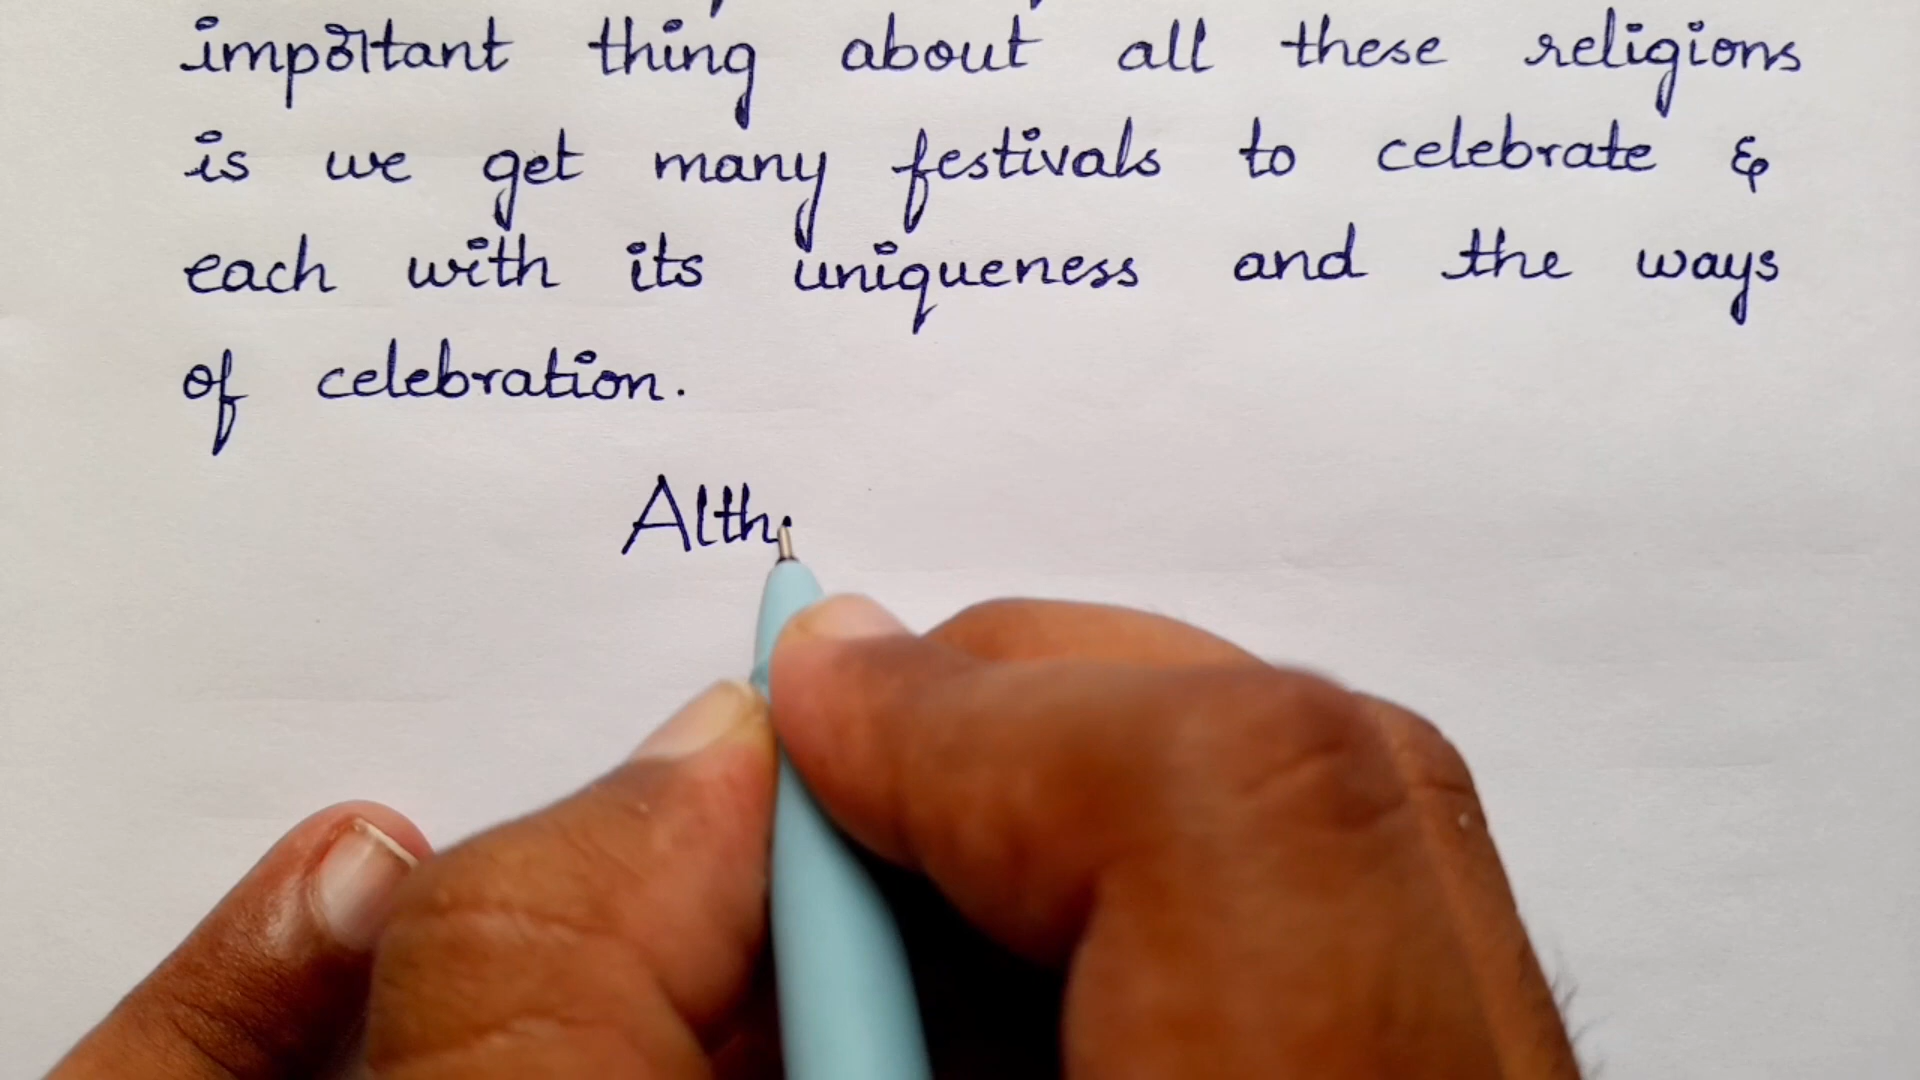 important thing about all these religions
is we get many festivals to celebrate &
each with its uniqueness and the ways
of celebration.
Alth